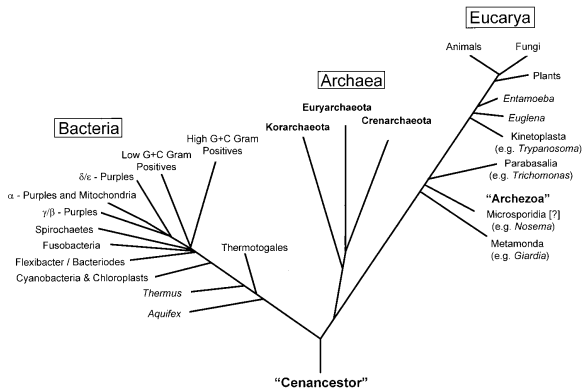 Eucarya
Animals
Fungi
Plants
Entamoeba
Euglena
Kinetoplasta
(e.g. Trypanosoma)
Parabasalia
(e.g. Trichomonas)
“Archezoa”
Microsporidia [?]
(e.g. Nosema)
Metamonda
(e.g. Giardia)
Archaea
Euryarchaeota
Korarchaeota
Crenarchaeota
Bacteria
High G+C Gram
Positives
Low G+C Gram
Positives
δ/ε - Purples
α - Purples and Mitochondria
γ/β - Purples
Spirochaetes
Fusobacteria
Flexibacter / Bacteriodes
Cyanobacteria & Chloroplasts
Thermotogales
Thermus
Aquifex
“Cenancestor”